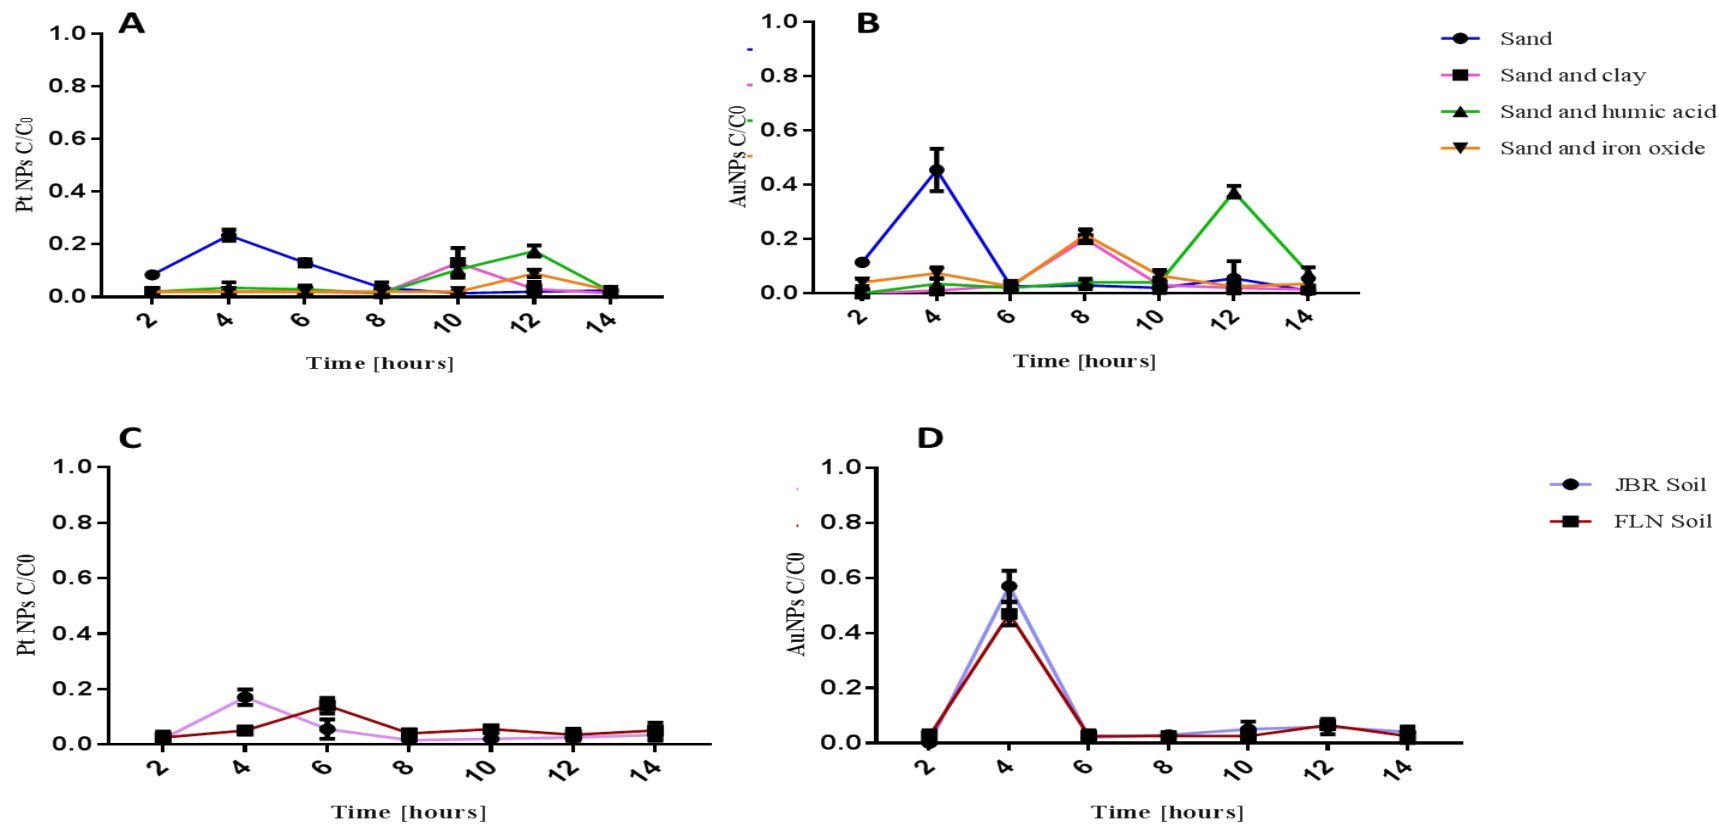 A
1.0
0.8
0.6
0.4
0.2
0.0
Pt NPs C/C0
2 4 6 8 10 12 14
Time [hours]
B
1.0
0.8
0.6
0.4
0.2
0.0
AuNPs C/C0
2 4 6 8 10 12 14
Time [hours]
Sand
Sand and clay
Sand and humic acid
Sand and iron oxide
C
1.0
0.8
0.6
0.4
0.2
0.0
Pt NPs C/C0
2 4 6 8 10 12 14
Time [hours]
D
1.0
0.8
0.6
0.4
0.2
0.0
AuNPs C/C0
2 4 6 8 10 12 14
Time [hours]
JBR Soil
FLN Soil